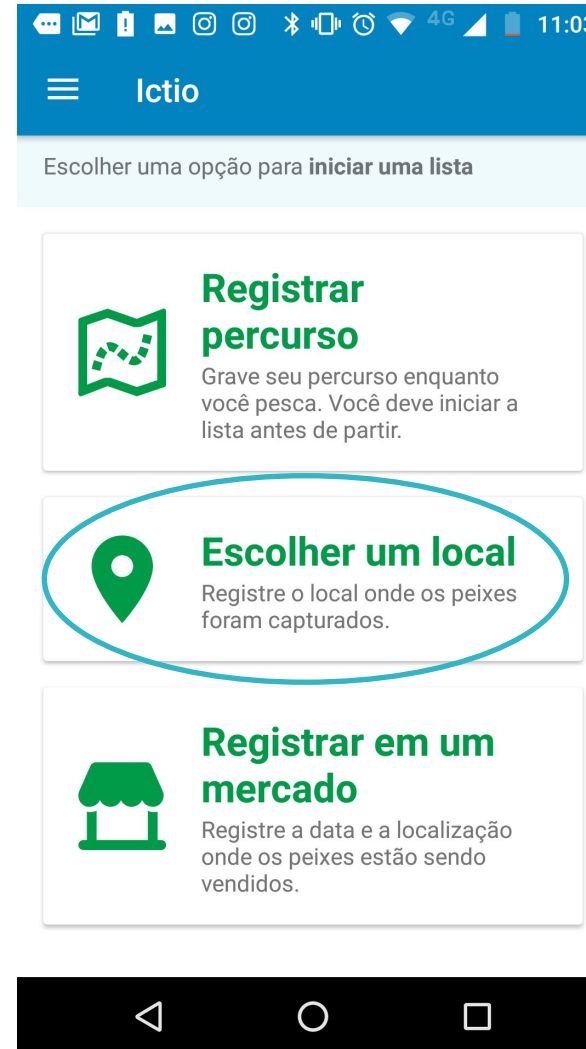 4G 11:03
Ictio
Escolher uma opção para iniciar uma lista
Registrar
percurso
Grave seu percurso enquanto
você pesca. Você deve iniciar a
lista antes de partir.
Escolher um local
Registre o local onde os peixes
foram capturados.
Registrar em um
mercado
Registre a data e a localização
onde os peixes estão sendo
vendidos.